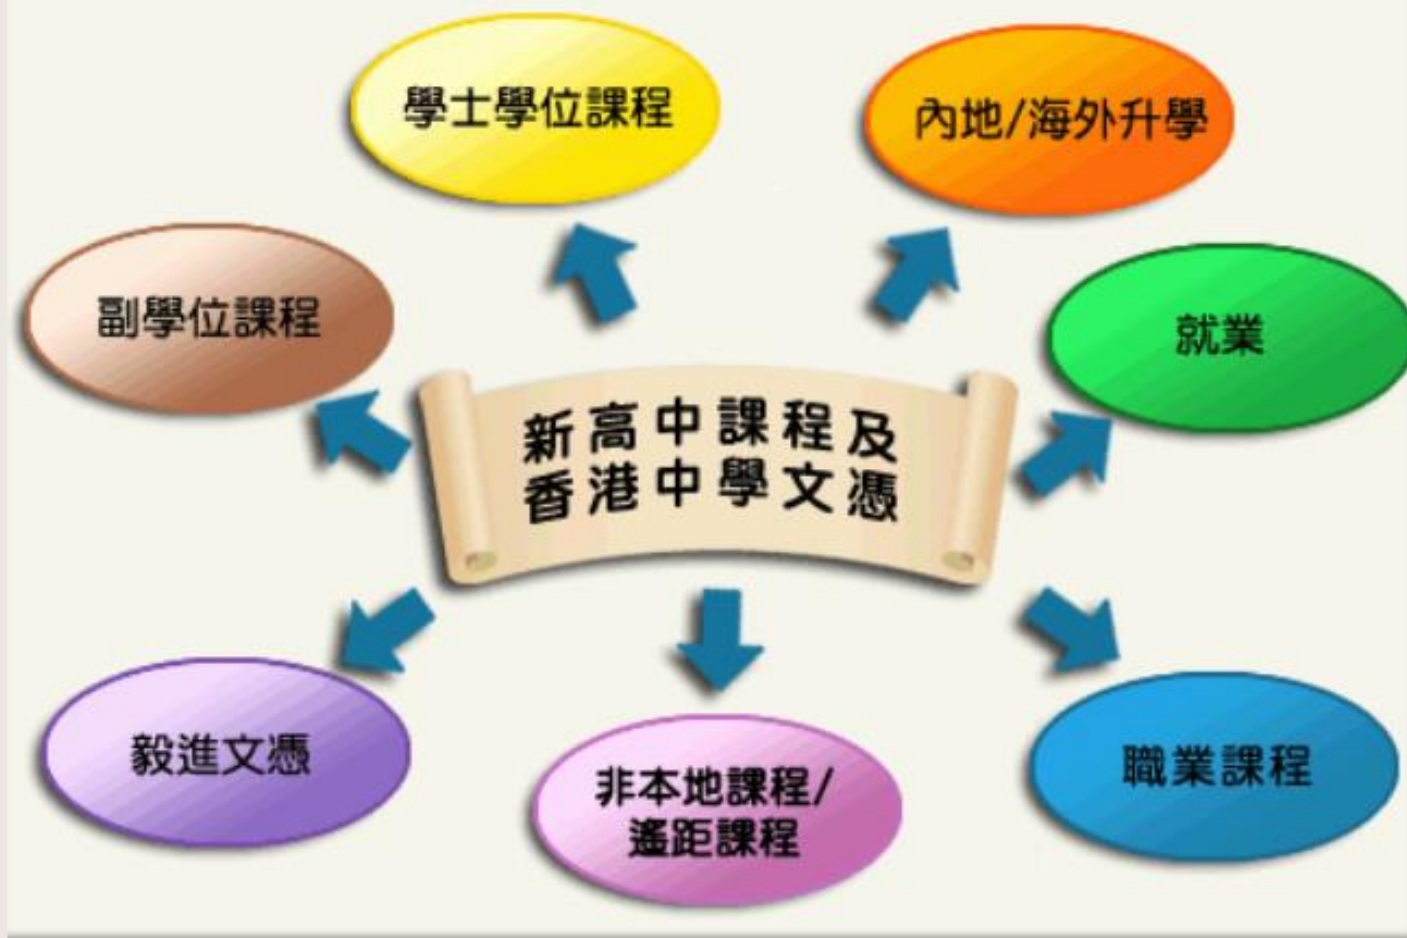 學士學位課程
內地/海外升學
副學位課程
就業
新高中課程及
香港中學文憑
毅進文憑
非本地課程/
遙距課程
職業課程